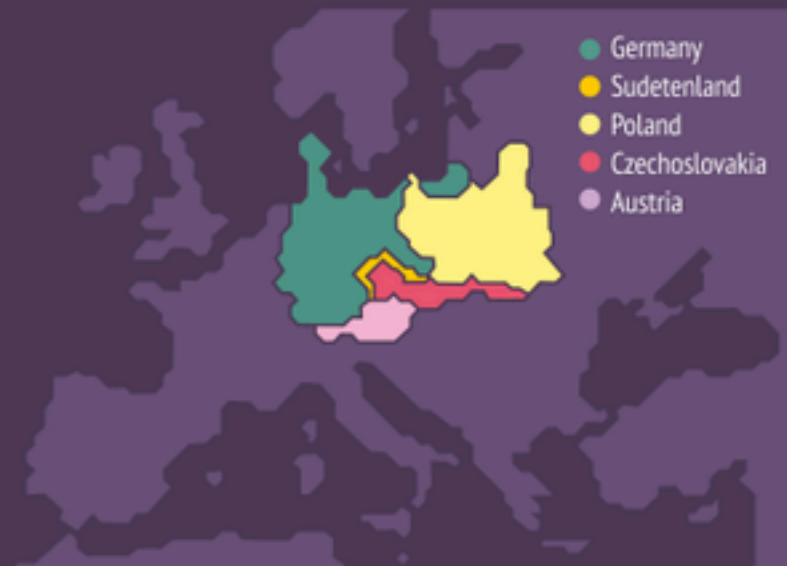 Germany
Sudetenland
Poland
Czechoslovakia
Austria